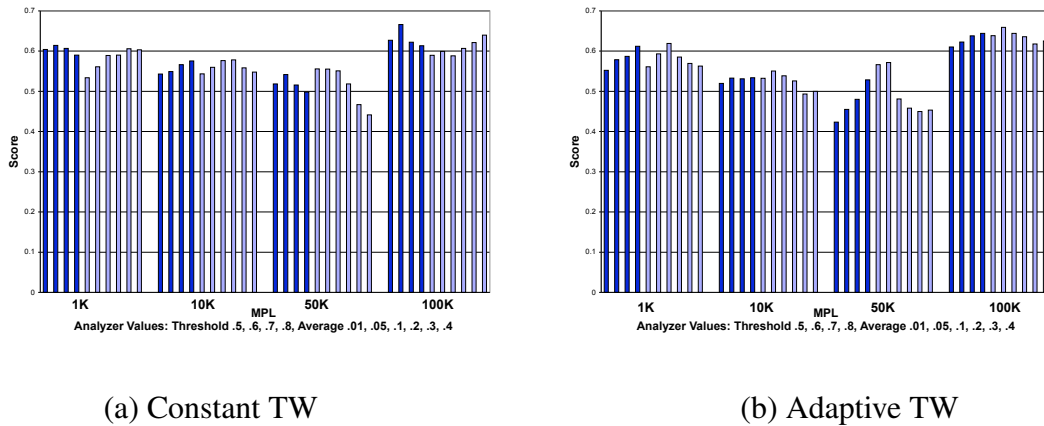 0.7
0.6
0.5
0.4
0.3
0.2
0.1
0
Score
1K 10K 50K 100K
MPL
Analyzer Values: Threshold .5, .6, .7, .8, Average .01, .05, .1, .2, .3, .4
(a) Constant TW
0.7
0.6
0.5
0.4
0.3
0.2
0.1
0
Score
1K 10K 50K 100K
MPL
Analyzer Values: Threshold .5, .6, .7, .8, Average .01, .05, .1, .2, .3, .4
(b) Adaptive TW